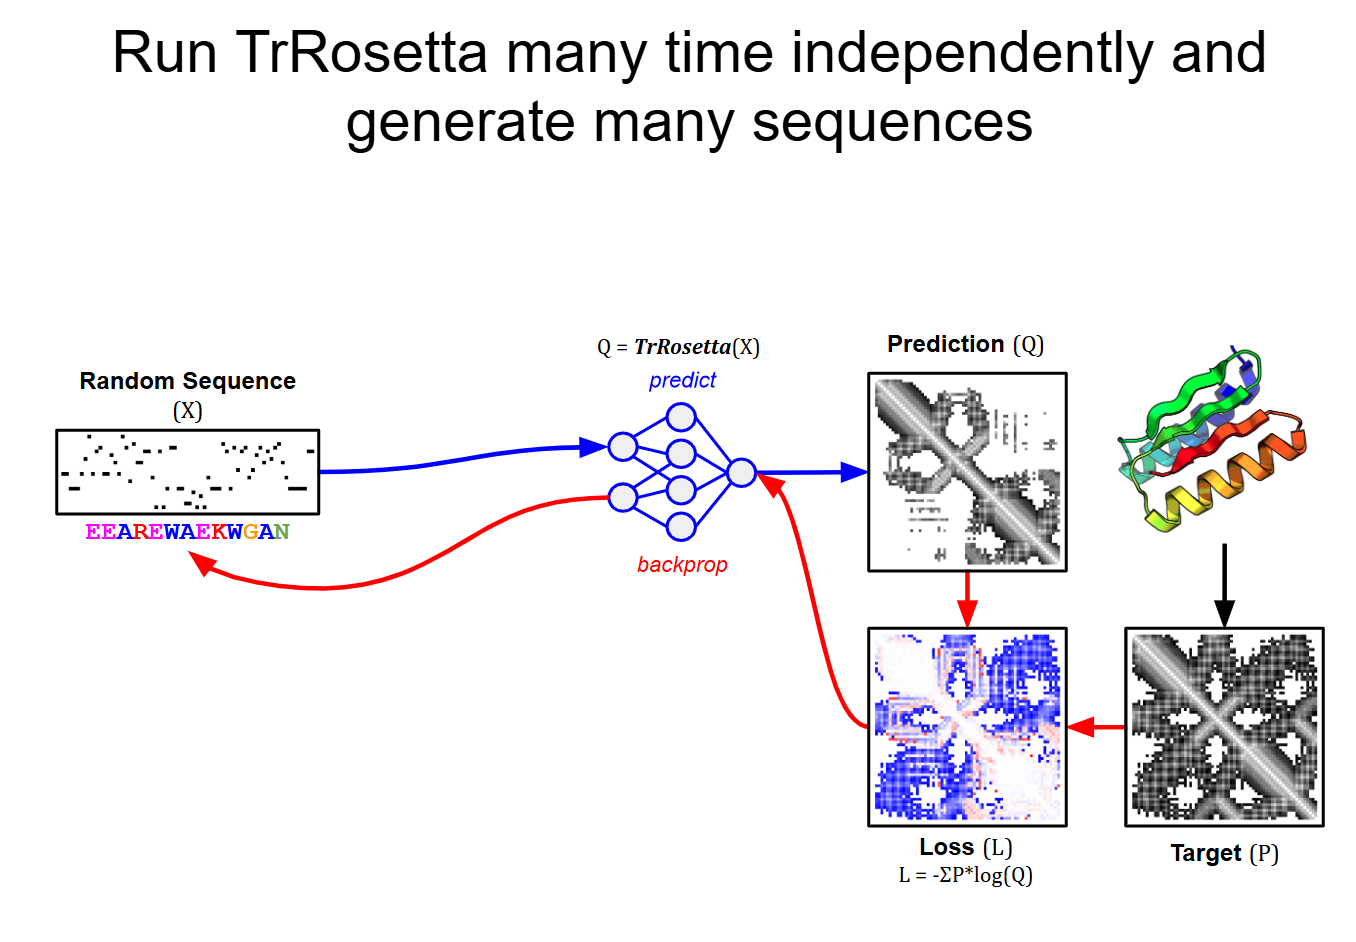 Run TrRosetta many time independently and
generate many sequences
Q = TrRosetta(X)
predict
Prediction (Q)
Random Sequence
(X)
EEAREWAEKWGAN
backprop
Loss (L)
L = -ΣP*log(Q)
Target (P)